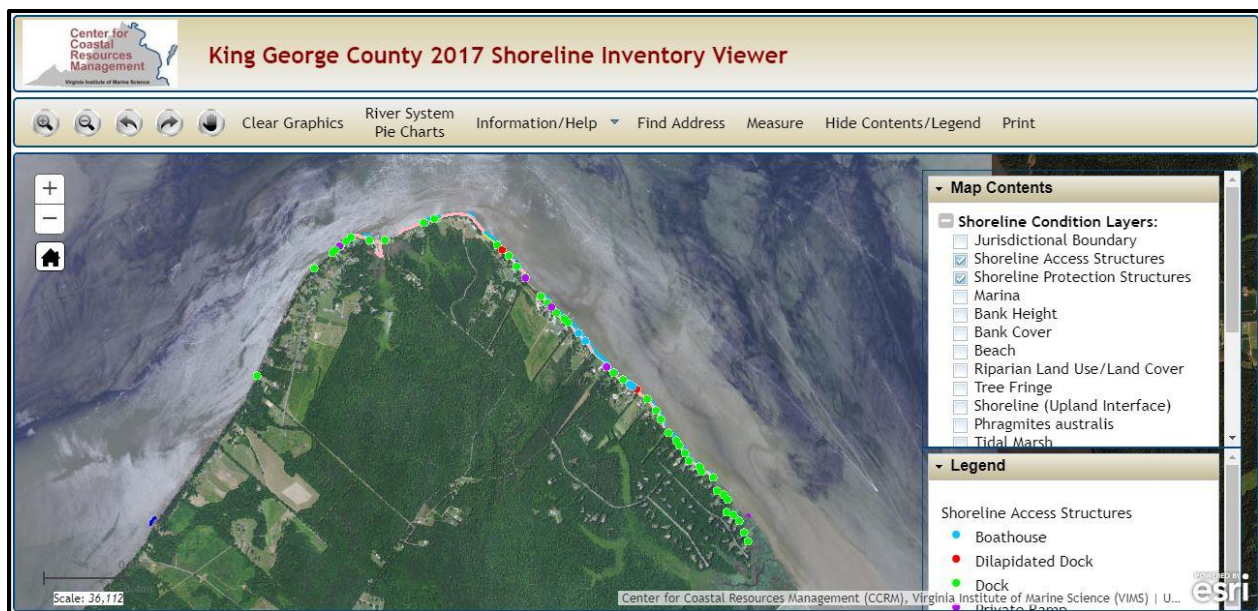 Center for
Coastal
Resources
Management
Virginia Institute of Marine Science
King George County 2017 Shoreline Inventory Viewer
Clear Graphics
River System
Pie Charts
Information/Help
Find Address
Measure
Hide Contents/Legend
Print
+
−
Map Contents
Shoreline Condition Layers:
Jurisdictional Boundary
Shoreline Access Structures
Shoreline Protection Structures
Marina
Bank Height
Bank Cover
Beach
Riparian Land Use/Land Cover
Tree Fringe
Shoreline (Upland Interface)
Phragmites australis
Tidal Marsh
Legend
Shoreline Access Structures
Boathouse
Dilapidated Dock
Dock
Private Ramp
Scale: 36,112
Center for Coastal Resources Management (CCRM), Virginia Institute of Marine Science (VIMS) | U...
POWERED BY
esri